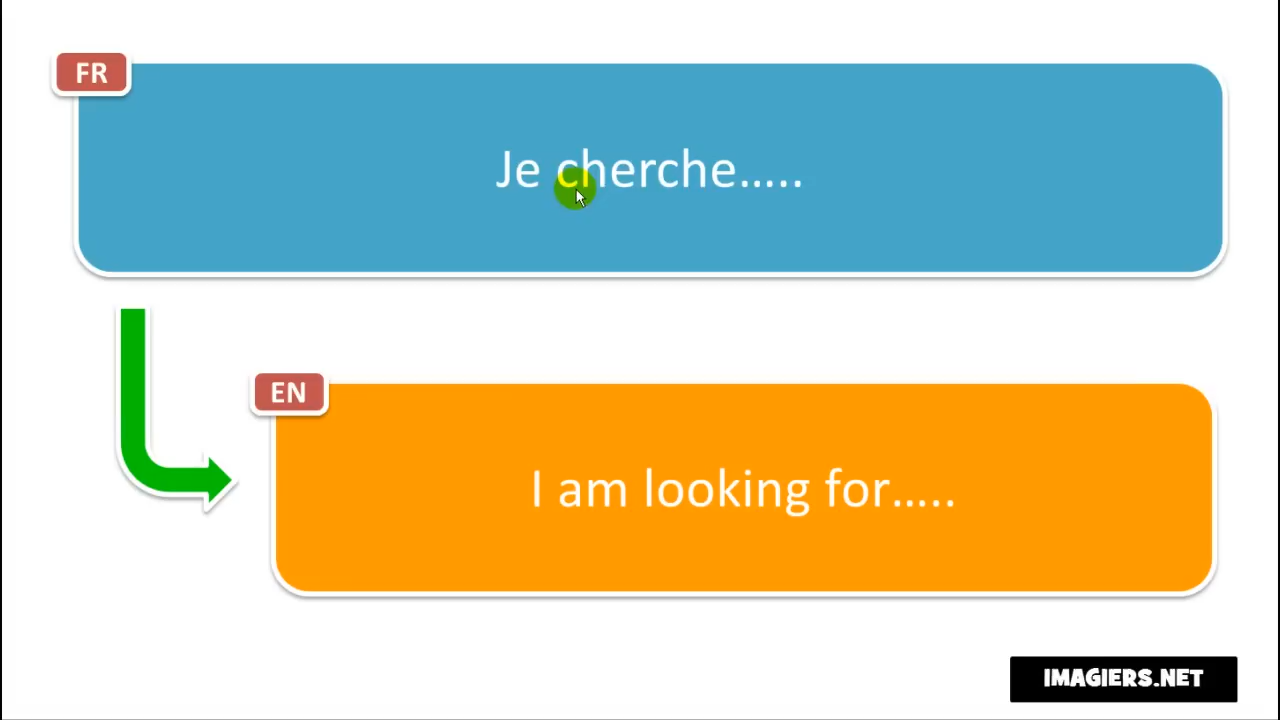 FR
Je cherche…..
EN
I am looking for…..
IMAGIERS.NET